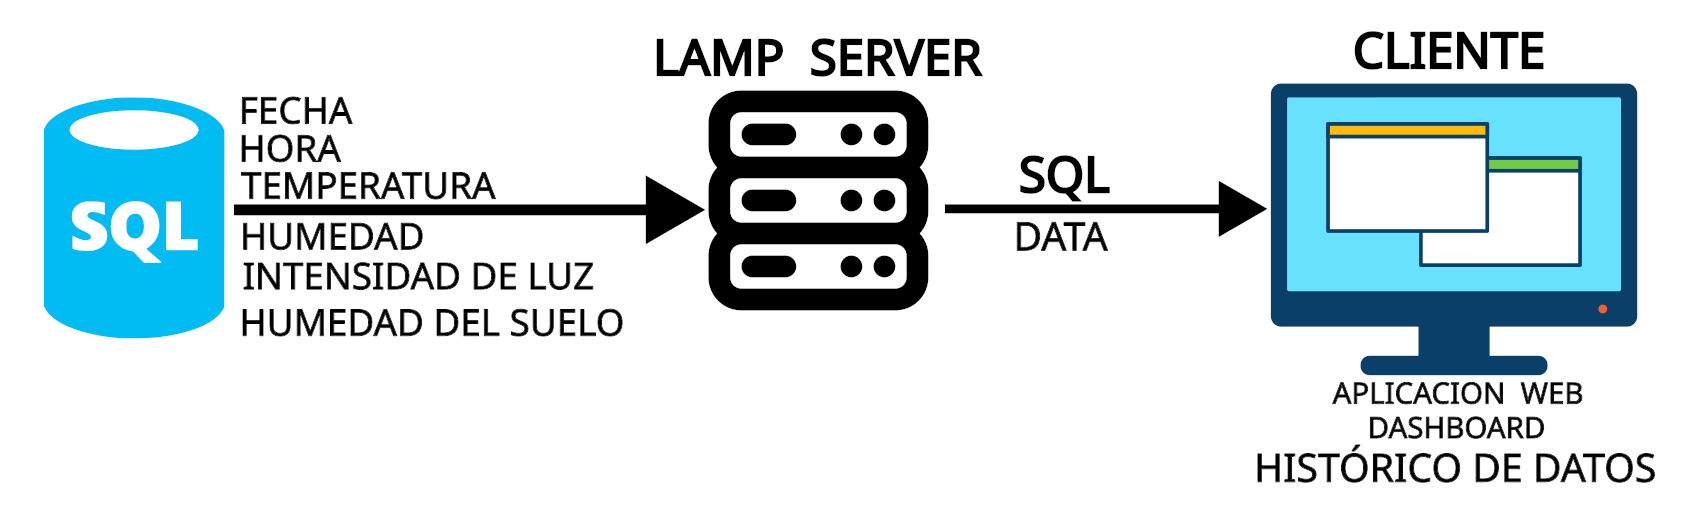 SQL
FECHA
HORA
TEMPERATURA
HUMEDAD
INTENSIDAD DE LUZ
HUMEDAD DEL SUELO
LAMP SERVER
SQL
DATA
CLIENTE
APLICACION WEB
DASHBOARD
HISTÓRICO DE DATOS